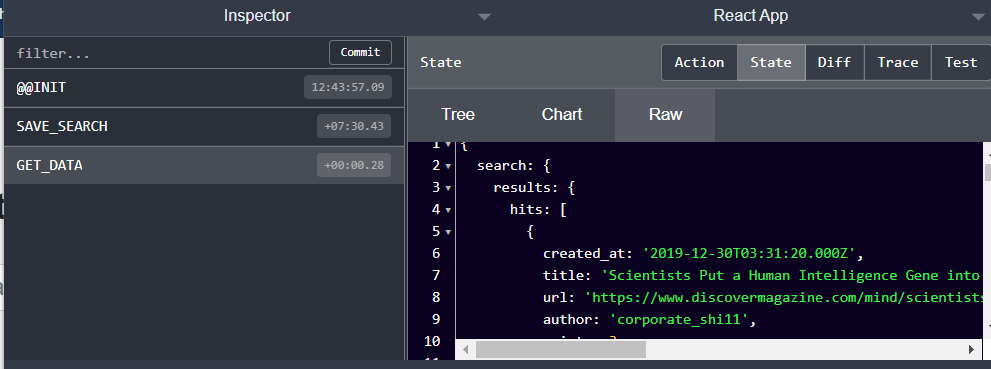 Inspector
React App
filter...
Commit
@@INIT
12:43:57.09
SAVE_SEARCH
+07:30.43
GET_DATA
+00:00.28
State
Action
State
Diff
Trace
Test
Tree
Chart
Raw
1 {
2 search: {
3 results: {
4 hits: [
5 {
6 created_at: '2019-12-30T03:31:20.000Z',
7 title: 'Scientists Put a Human Intelligence Gene into
8 url: 'https://www.discovermagazine.com/mind/scientists
9 author: 'corporate_shi11',
10